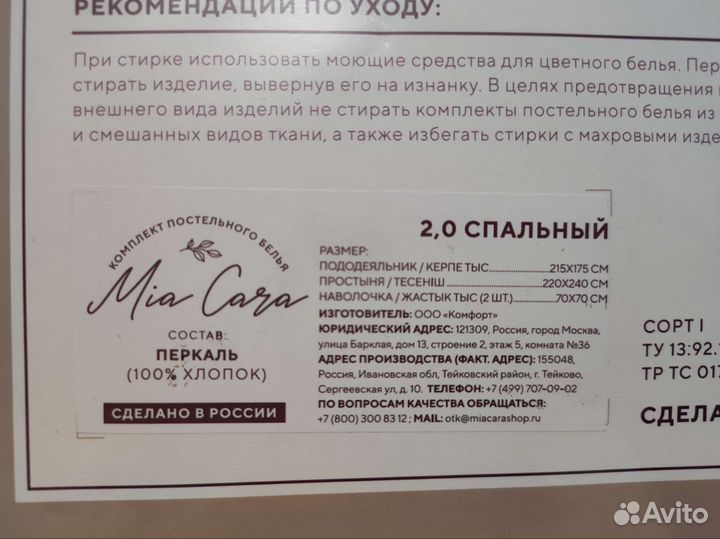 РЕКОМЕНДАЦИИ ПО УХОДУ:
При стирке использовать моющие средства для цветного белья. Пер
стирать изделие, вывернув его на изнанку. В целях предотвращения
внешнего вида изделий не стирать комплекты постельного белья из
и смешанных видов ткани, а также избегать стирки с махровыми изде
КОМПЛЕКТ ПОСТЕЛЬНОГО БЕЛЬЯ
Mia Cara
СОСТАВ:
ПЕРКАЛЬ
(100% ХЛОПОК)
СДЕЛАНО В РОССИИ
2,0 СПАЛЬНЫЙ
РАЗМЕР:
ПОДОДЕЯЛЬНИК / КЕРПЕ ТЫС 215Х175 СМ
ПРОСТЫНЯ / ТЕСЕНІШ 220Х240 СМ
НАВОЛОЧКА / ЖАСТЫК ТЫС (2 ШТ.) 70Х70 СМ
ИЗГОТОВИТЕЛЬ: ООО «Комфорт»
ЮРИДИЧЕСКИЙ АДРЕС: 121309, Россия, город Москва,
улица Барклая, дом 13, строение 2, этаж 5, комната №36
АДРЕС ПРОИЗВОДСТВА (ФАКТ. АДРЕС): 155048,
Россия, Ивановская обл, Тейковский район, г. Тейково,
Сергеевская ул, д. 10. ТЕЛЕФОН: +7 (499) 707-09-02
ПО ВОПРОСАМ КАЧЕСТВА ОБРАЩАТЬСЯ:
+7 (800) 300 83 12 ; MAIL: otk@miacarashop.ru
СОРТ I
ТУ 13.92.
ТР ТС 017
СДЕЛА
Avito